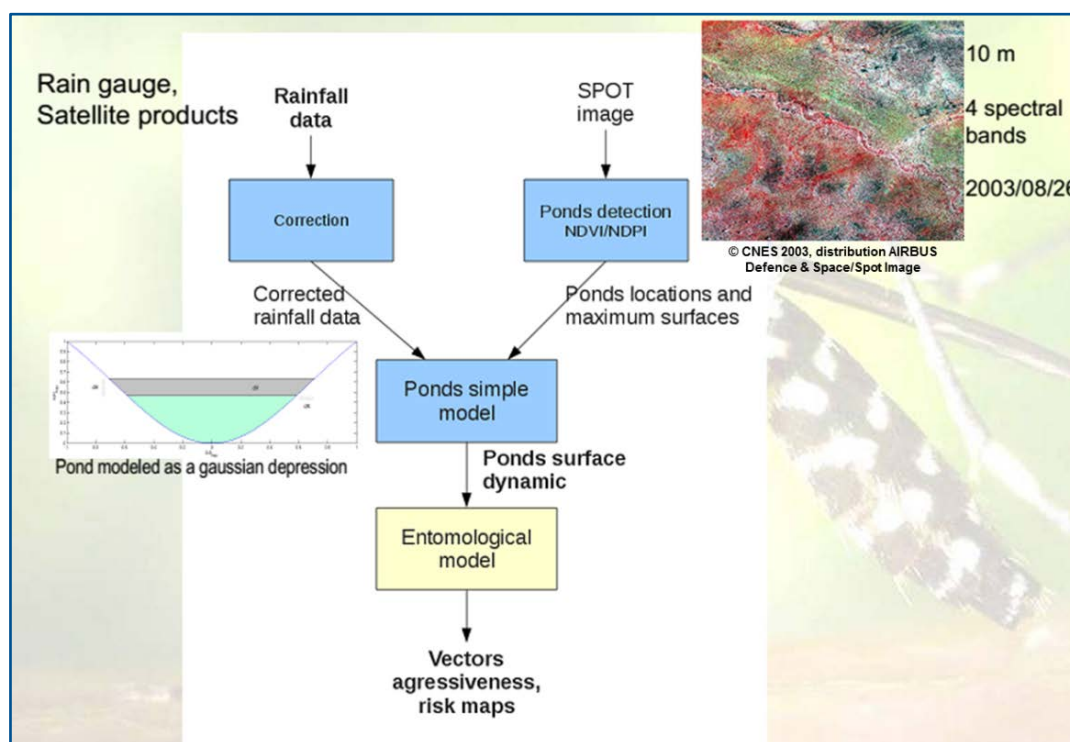 Rain gauge,
Satellite products
Rainfall
data
SPOT
image
10 m
4 spectral
bands
2003/08/26
Correction
Ponds detection
NDVI/NDPI
© CNES 2003, distribution AIRBUS
Defence & Space/Spot Image
Corrected
rainfall data
Ponds locations and
maximum surfaces
Ponds simple
model
Pond modeled as a gaussian depression
Ponds surface
dynamic
Entomological
model
Vectors
agressiveness,
risk maps